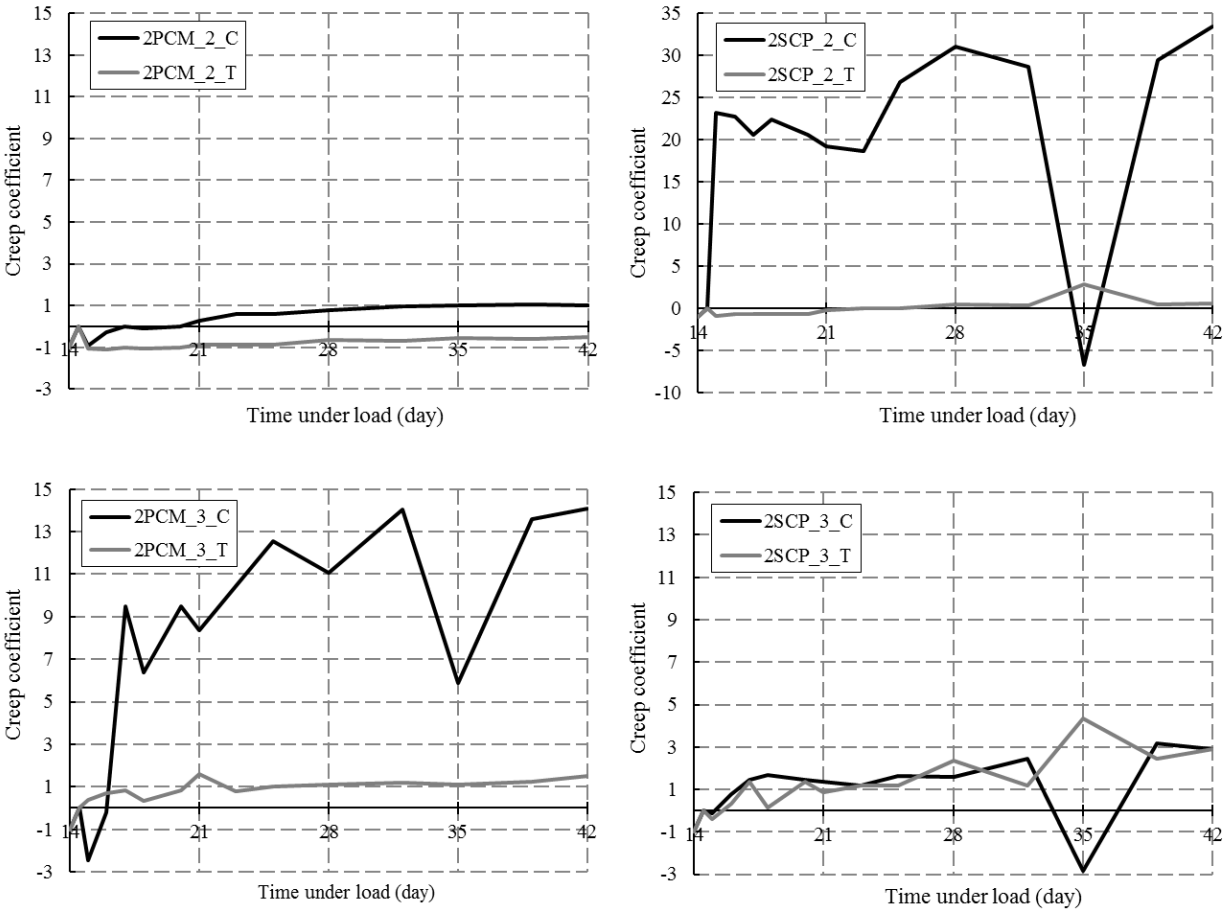 15
13
11
9
7
5
3
1
-1
-3
Creep coefficient
2PCM_2_C
2PCM_2_T
14 21 28 35 42
Time under load (day)
35
30
25
20
15
10
5
0
-5
-10
Creep coefficient
2SCP_2_C
2SCP_2_T
14 21 28 35 42
Time under load (day)
15
13
11
9
7
5
3
1
-1
-3
Creep coefficient
2PCM_3_C
2PCM_3_T
14 21 28 35 42
Time under load (day)
15
13
11
9
7
5
3
1
-1
-3
Creep coefficient
2SCP_3_C
2SCP_3_T
14 21 28 35 42
Time under load (day)